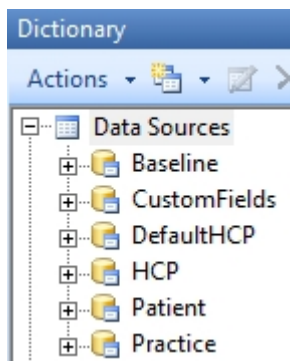 Dictionary
Actions
Data Sources
Baseline
CustomFields
DefaultHCP
HCP
Patient
Practice